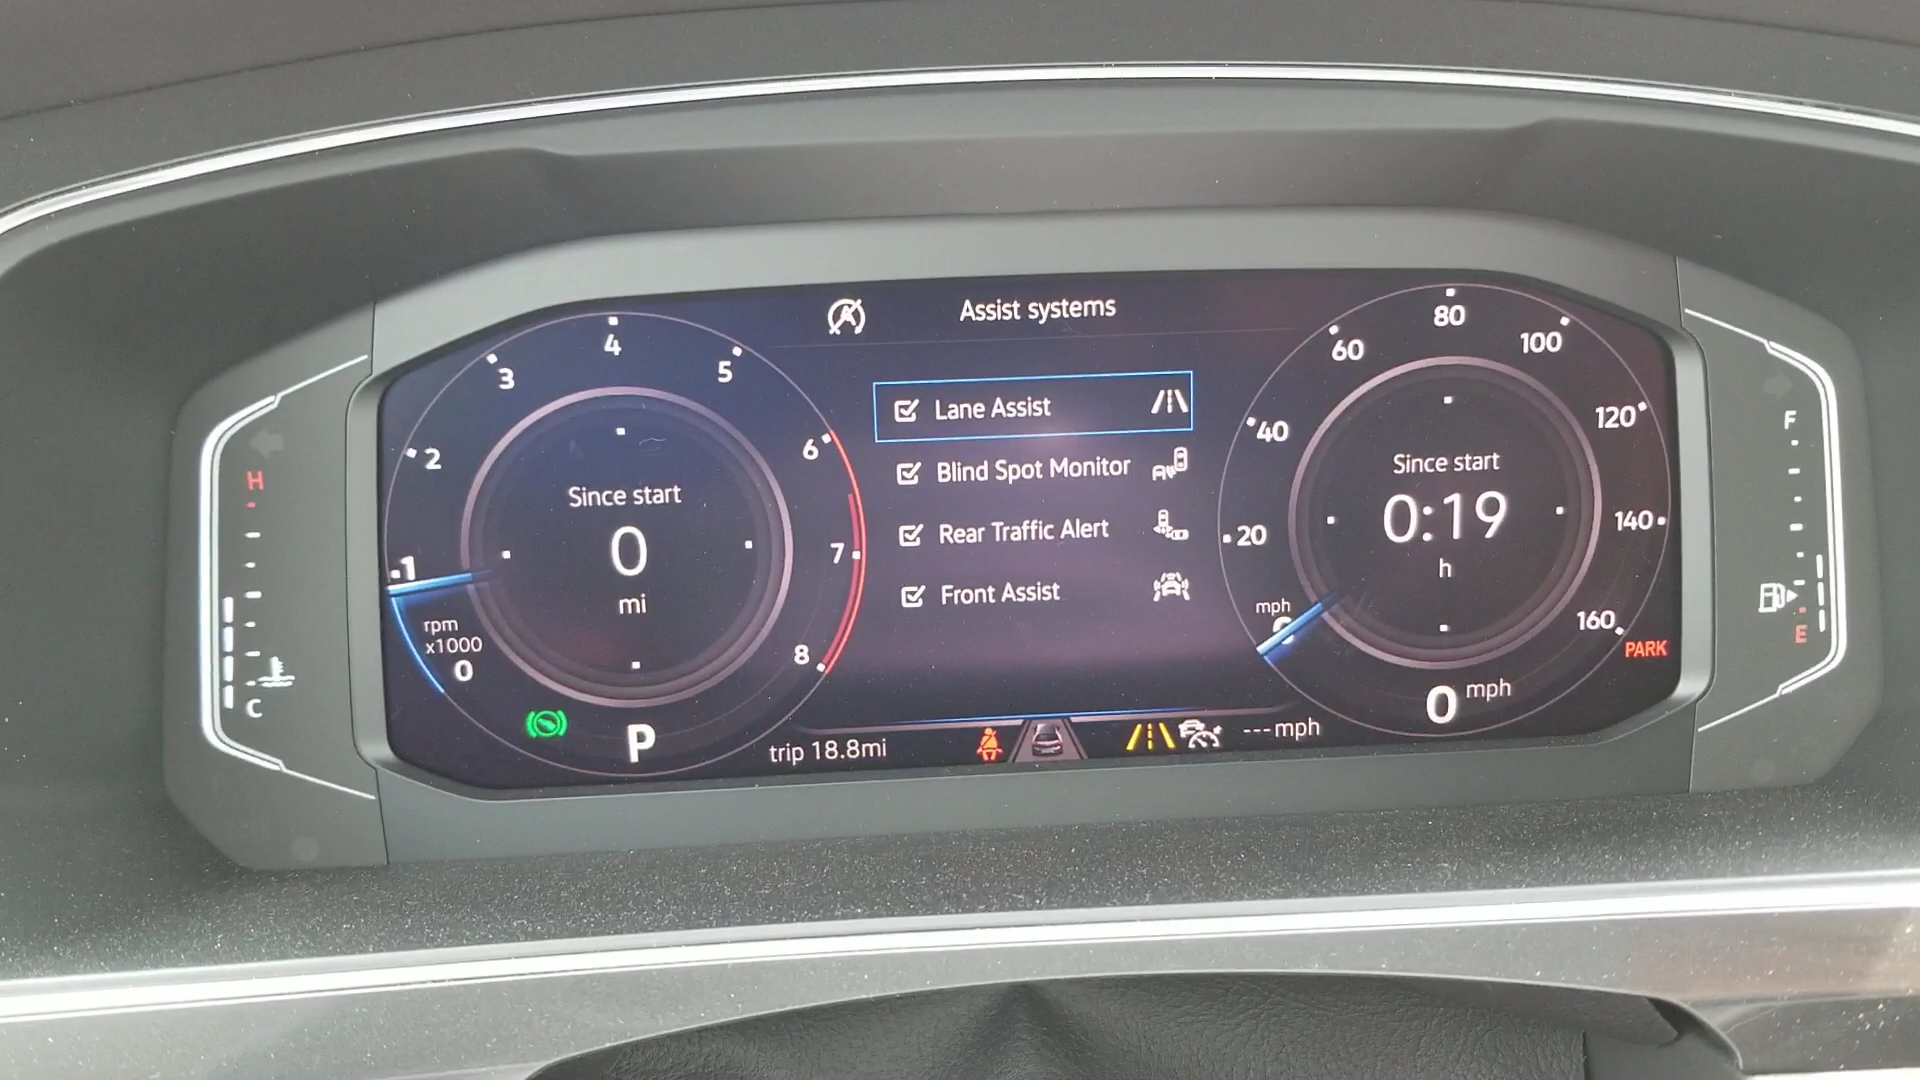 Assist systems
Lane Assist
Blind Spot Monitor
Rear Traffic Alert
Front Assist
1
2
3
4
5
6
7
8
rpm
x1000
0
Since start
0
mi
P
trip 18.8mi
---mph
20
40
60
80
100
120
140
160
mph
Since start
0:19
h
PARK
0 mph
H
C
F
E